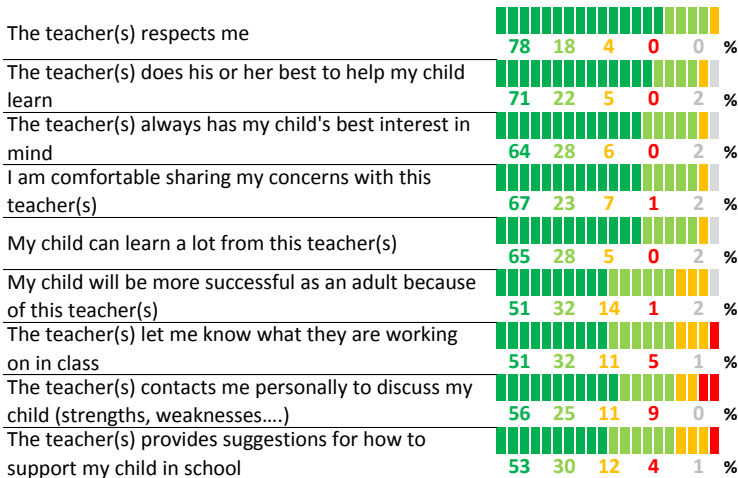 The teacher(s) respects me
78 18 4 0 0 %
The teacher(s) does his or her best to help my child
learn
71 22 5 0 2 %
The teacher(s) always has my child's best interest in
mind
64 28 6 0 2 %
I am comfortable sharing my concerns with this
teacher(s)
67 23 7 1 2 %
My child can learn a lot from this teacher(s)
65 28 5 0 2 %
My child will be more successful as an adult because
of this teacher(s)
51 32 14 1 2 %
The teacher(s) let me know what they are working
on in class
51 32 11 5 1 %
The teacher(s) contacts me personally to discuss my
child (strengths, weaknesses….)
56 25 11 9 0 %
The teacher(s) provides suggestions for how to
support my child in school
53 30 12 4 1 %